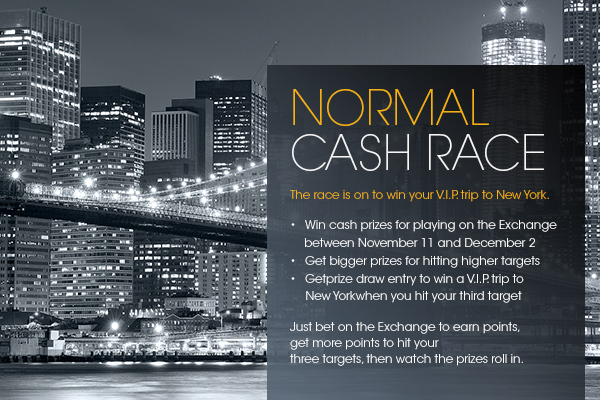 NORMAL
CASH RACE
The race is on to win your V.I.P. trip to New York.
• Win cash prizes for playing on the Exchange
between November 11 and December 2
• Get bigger prizes for hitting higher targets
• Getprize draw entry to win a V.I.P. trip to
New Yorkwhen you hit your third target
Just bet on the Exchange to earn points,
get more points to hit your
three targets, then watch the prizes roll in.